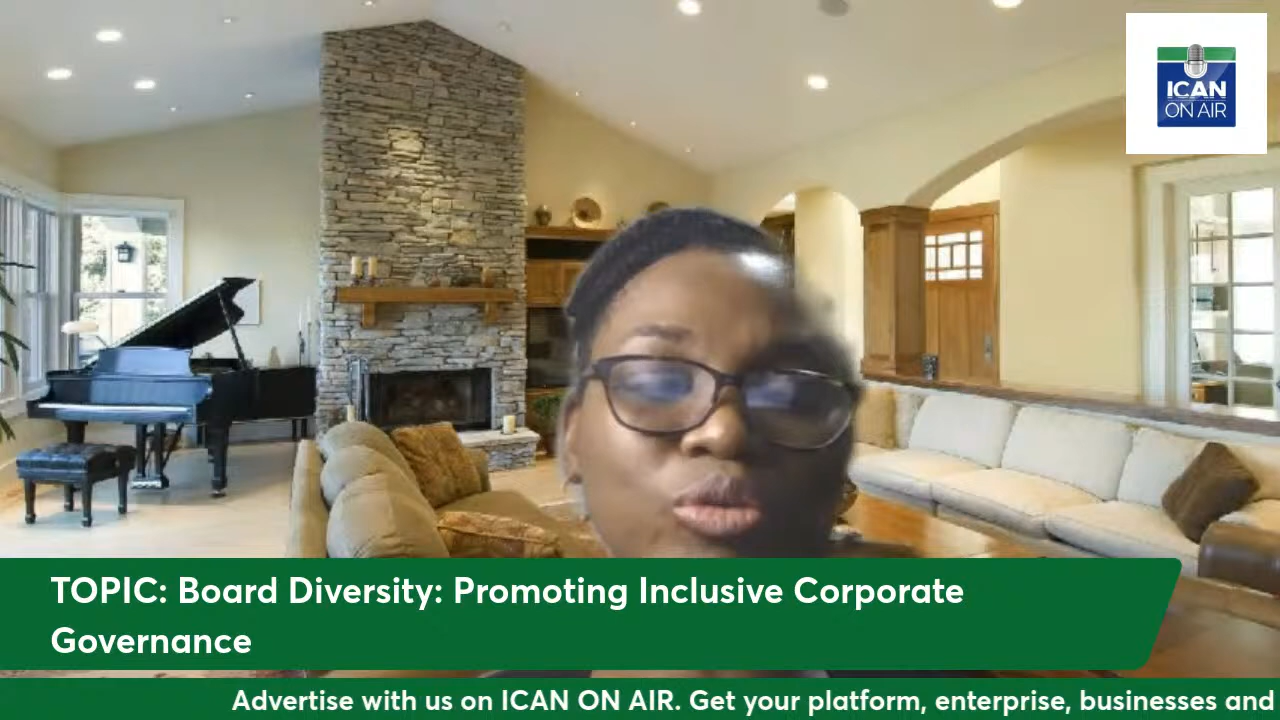 ICAN
ON AIR
TOPIC: Board Diversity: Promoting Inclusive Corporate
Governance
Advertise with us on ICAN ON AIR. Get your platform, enterprise, businesses and